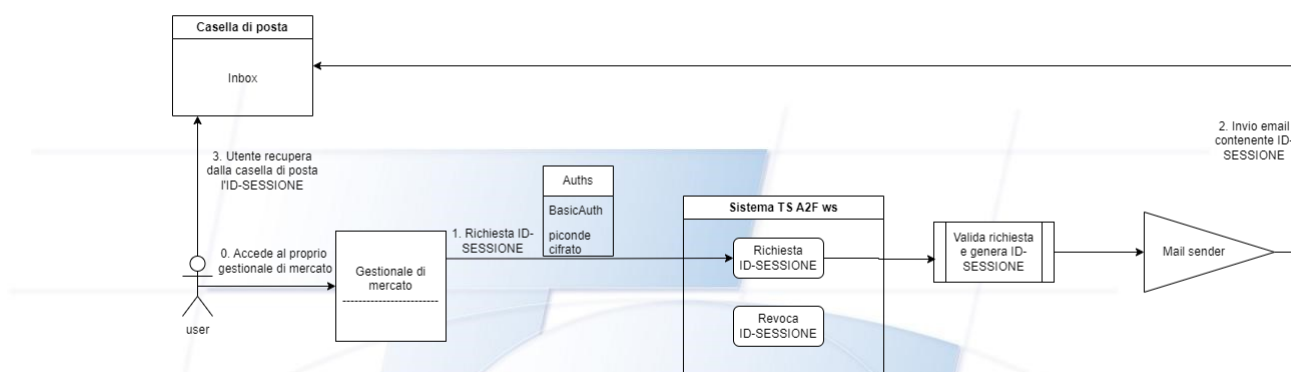 Casella di posta
Inbox
2. Invio email
contenente ID-
SESSIONE
3. Utente recupera
dalla casella di posta
l'ID-SESSIONE
Auths
BasicAuth
piconde
cifrato
Sistema TS A2F ws
1. Richiesta ID-
SESSIONE
Richiesta
ID-SESSIONE
Valida richiesta
e genera ID-
SESSIONE
Mail sender
0. Accede al proprio
gestionale di mercato
Gestionale di
mercato
user
Revoca
ID-SESSIONE